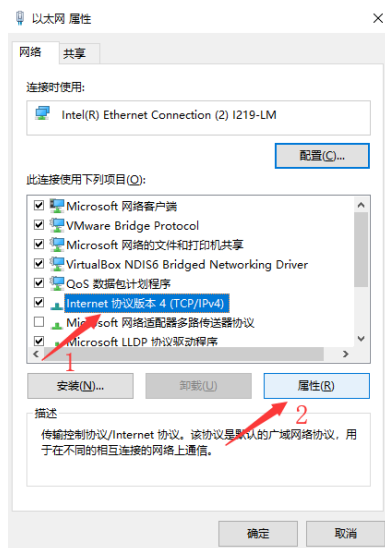 以太网 属性
网络 共享
连接时使用:
Intel(R) Ethernet Connection (2) I219-LM
配置(C)...
此连接使用下列项目(O):
Microsoft 网络客户端
VMware Bridge Protocol
Microsoft 网络的文件和打印机共享
VirtualBox NDIS6 Bridged Networking Driver
QoS 数据包计划程序
Internet 协议版本 4 (TCP/IPv4)
Microsoft 网络适配器多路传送器协议
Microsoft LLDP 协议驱动程序
1
安装(N)... 卸载(U) 属性(R)
2
描述
传输控制协议/Internet 协议。该协议是默认的广域网络协议，用
于在不同的相互连接的网络上通信。
确定 取消